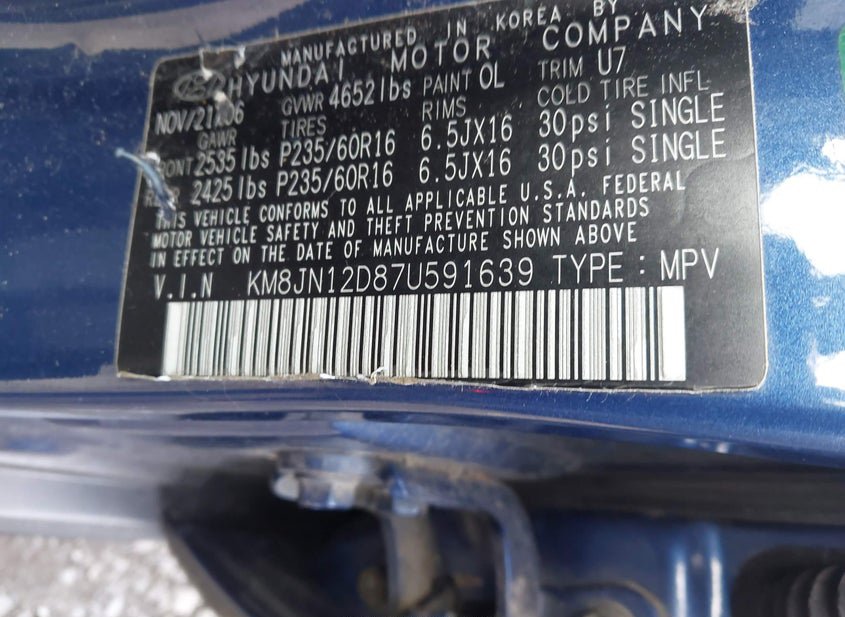 MANUFACTURED IN KOREA BY
HYUNDAI MOTOR COMPANY
NOV/21/06 GVWR 4652lbs PAINT OL TRIM U7
GAWR TIRES RIMS COLD TIRE INFL
2535lbs P235/60R16 6.5JX16 30psi SINGLE
2425lbs P235/60R16 6.5JX16 30psi SINGLE
THIS VEHICLE CONFORMS TO ALL APPLICABLE U.S.A. FEDERAL
MOTOR VEHICLE SAFETY AND THEFT PREVENTION STANDARDS
IN EFFECT ON THE DATE OF MANUFACTURE SHOWN ABOVE
V.I.N KM8JN12D87U591639 TYPE : MPV